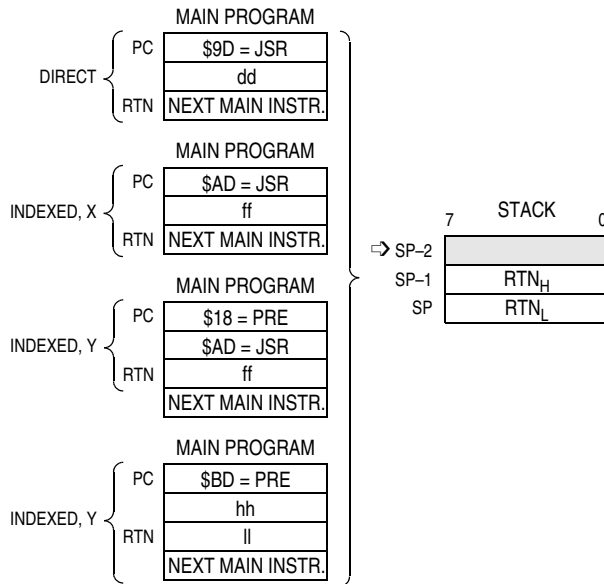 MAIN PROGRAM
PC $9D = JSR
DIRECT dd
RTN NEXT MAIN INSTR.
MAIN PROGRAM
PC $AD = JSR
INDEXED, X ff
RTN NEXT MAIN INSTR.
MAIN PROGRAM
PC $18 = PRE
INDEXED, Y $AD = JSR
RTN ff
NEXT MAIN INSTR.
MAIN PROGRAM
PC $BD = PRE
INDEXED, Y hh
RTN ll
NEXT MAIN INSTR.
7 STACK 0
➩ SP–2
SP–1 RTNH
SP RTNL